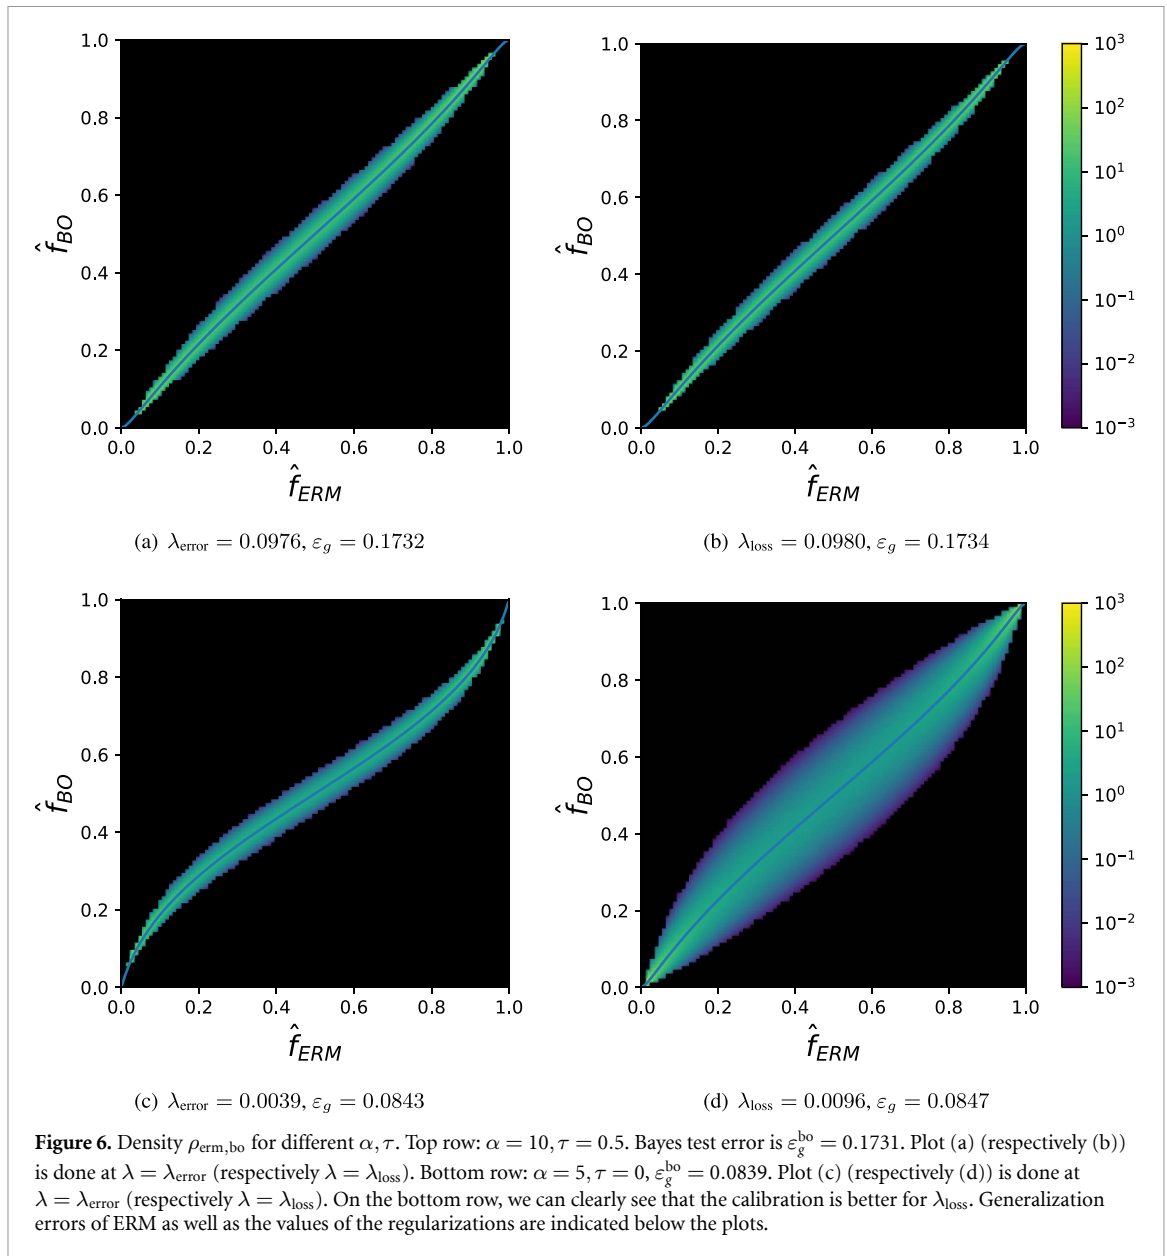 1.0
0.8
0.6
0.4
0.2
0.0
0.0 0.2 0.4 0.6 0.8 1.0
f̂_BO
f̂_ERM
(a) λ_error = 0.0976, ε_g = 0.1732
1.0
0.8
0.6
0.4
0.2
0.0
0.0 0.2 0.4 0.6 0.8 1.0
f̂_BO
f̂_ERM
10^3
10^2
10^1
10^0
10^−1
10^−2
10^−3
(b) λ_loss = 0.0980, ε_g = 0.1734
1.0
0.8
0.6
0.4
0.2
0.0
0.0 0.2 0.4 0.6 0.8 1.0
f̂_BO
f̂_ERM
(c) λ_error = 0.0039, ε_g = 0.0843
1.0
0.8
0.6
0.4
0.2
0.0
0.0 0.2 0.4 0.6 0.8 1.0
f̂_BO
f̂_ERM
10^3
10^2
10^1
10^0
10^−1
10^−2
10^−3
(d) λ_loss = 0.0096, ε_g = 0.0847
Figure 6. Density ρ_erm,bo for different α, τ. Top row: α = 10, τ = 0.5. Bayes test error is ε_g^bo = 0.1731. Plot (a) (respectively (b))
is done at λ = λ_error (respectively λ = λ_loss). Bottom row: α = 5, τ = 0, ε_g^bo = 0.0839. Plot (c) (respectively (d)) is done at
λ = λ_error (respectively λ = λ_loss). On the bottom row, we can clearly see that the calibration is better for λ_loss. Generalization
errors of ERM as well as the values of the regularizations are indicated below the plots.